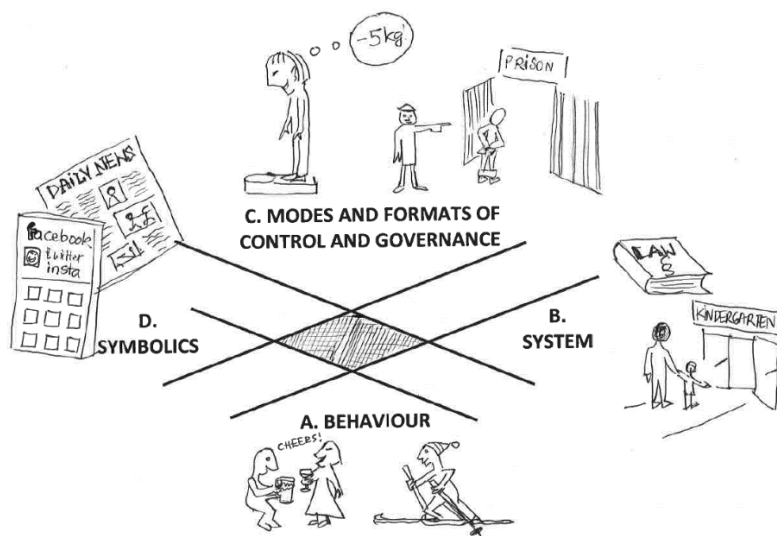 -5kg
PRiSON
DAiLY NEWS
facebook
twitter
insta
C. MODES AND FORMATS OF
CONTROL AND GOVERNANCE
LAW
§
KiNDERGARTEN
D.
SYMBOLICS
B.
SYSTEM
A. BEHAVIOUR
CHEERS!